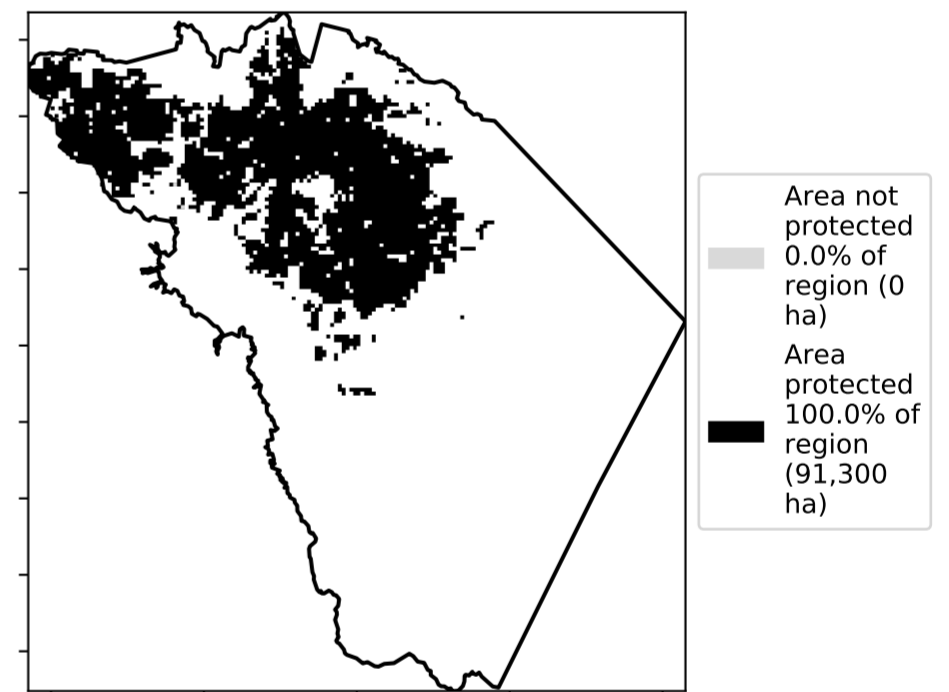 Area not
protected
0.0% of
region (0
ha)
Area
protected
100.0% of
region
(91,300
ha)